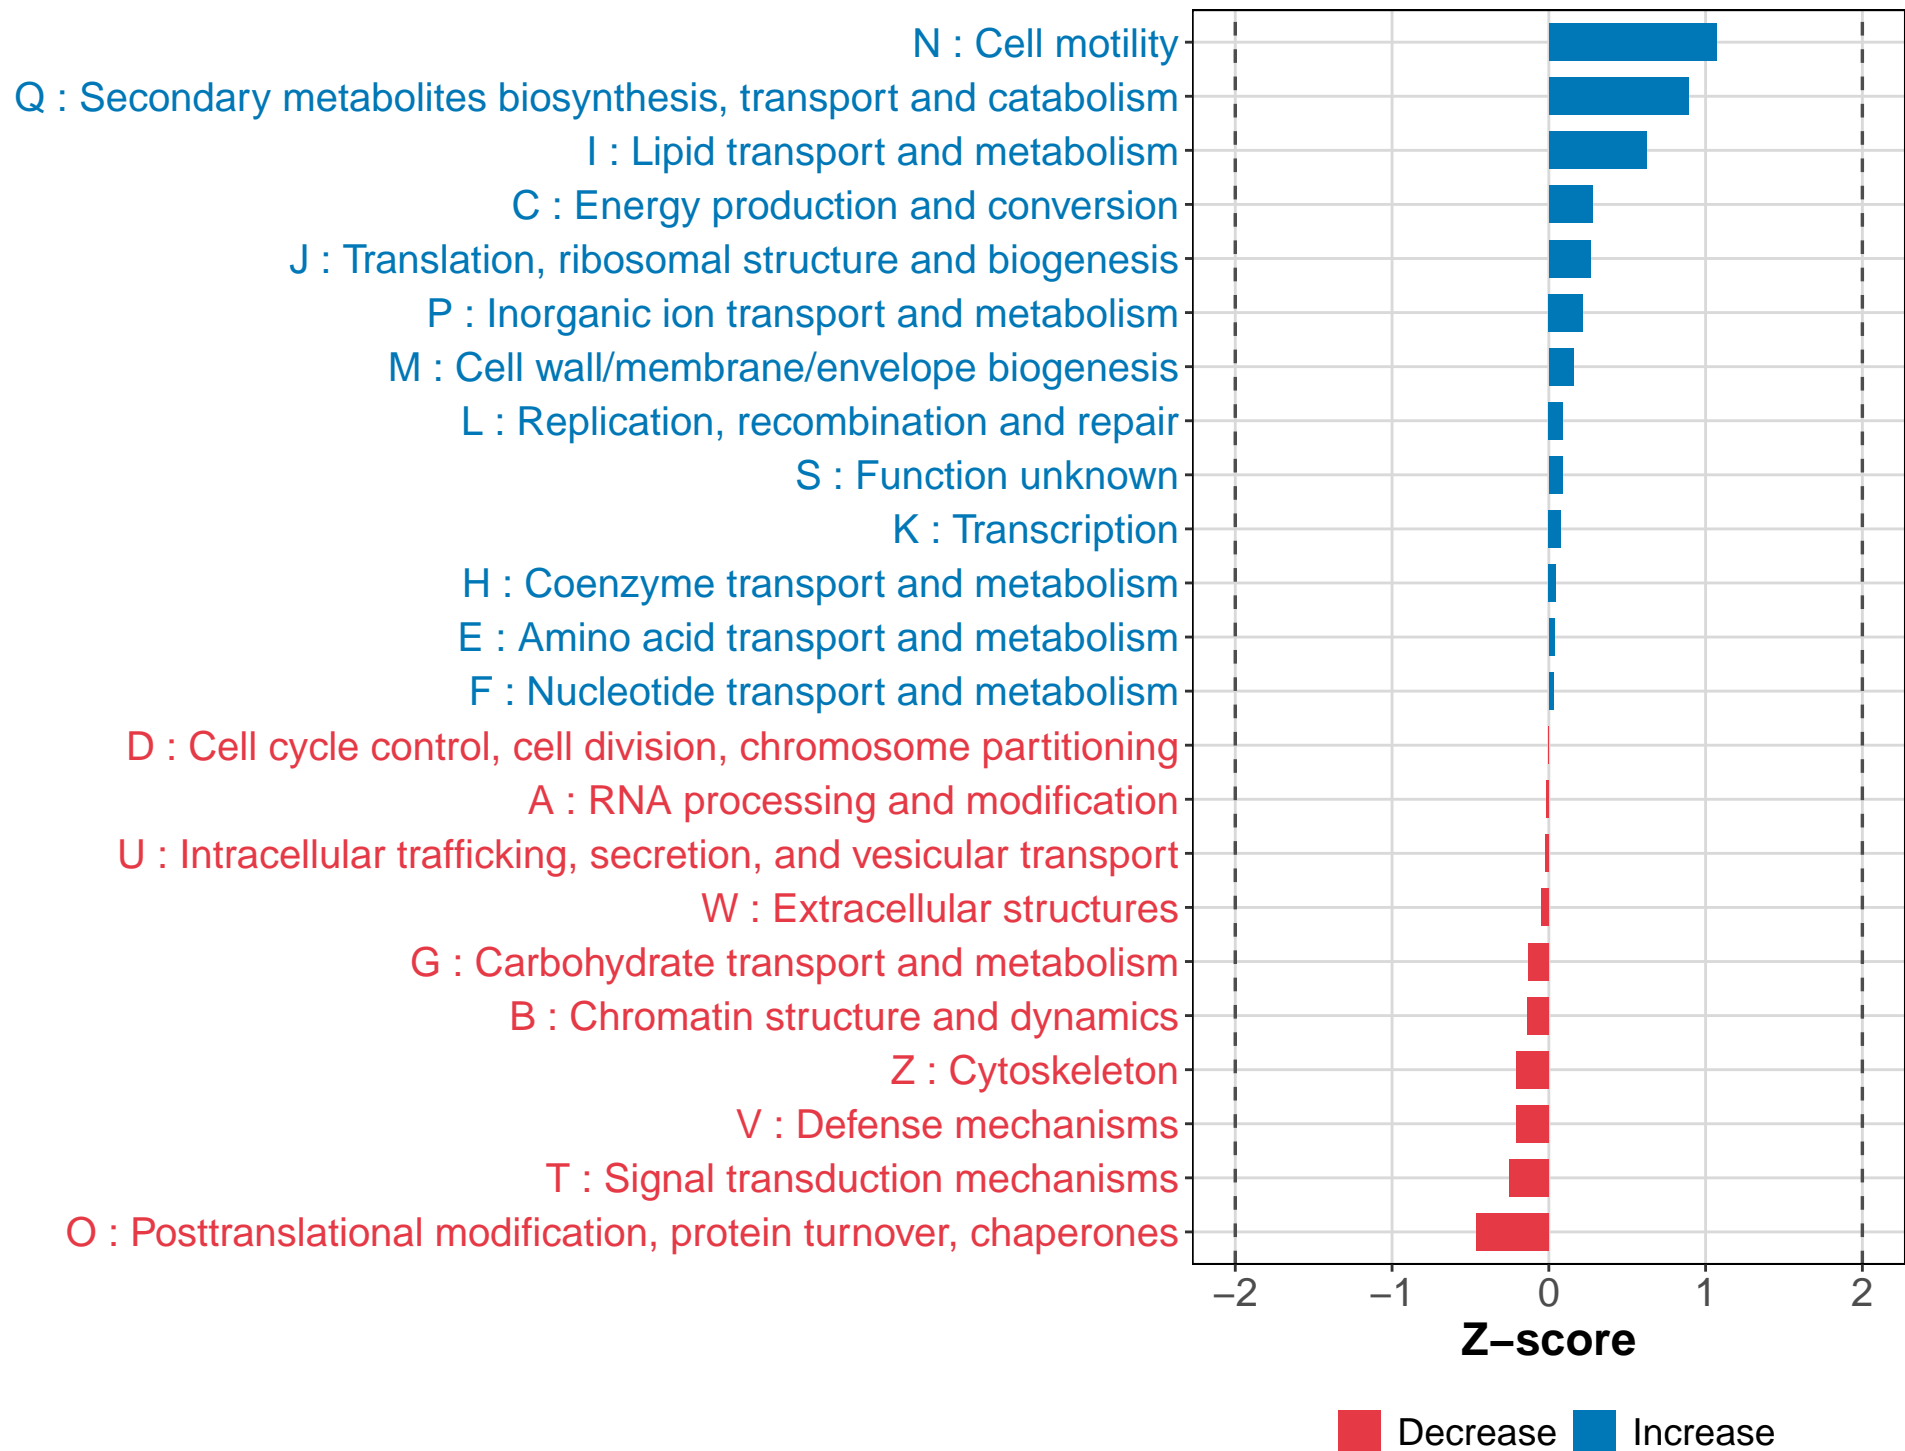 N : Cell motility
Q : Secondary metabolites biosynthesis, transport and catabolism
I : Lipid transport and metabolism
C : Energy production and conversion
J : Translation, ribosomal structure and biogenesis
P : Inorganic ion transport and metabolism
M : Cell wall/membrane/envelope biogenesis
L : Replication, recombination and repair
S : Function unknown
K : Transcription
H : Coenzyme transport and metabolism
E : Amino acid transport and metabolism
F : Nucleotide transport and metabolism
D : Cell cycle control, cell division, chromosome partitioning
A : RNA processing and modification
U : Intracellular trafficking, secretion, and vesicular transport
W : Extracellular structures
G : Carbohydrate transport and metabolism
B : Chromatin structure and dynamics
Z : Cytoskeleton
V : Defense mechanisms
T : Signal transduction mechanisms
O : Posttranslational modification, protein turnover, chaperones
−2 −1 0 1 2
Z−score
Decrease Increase